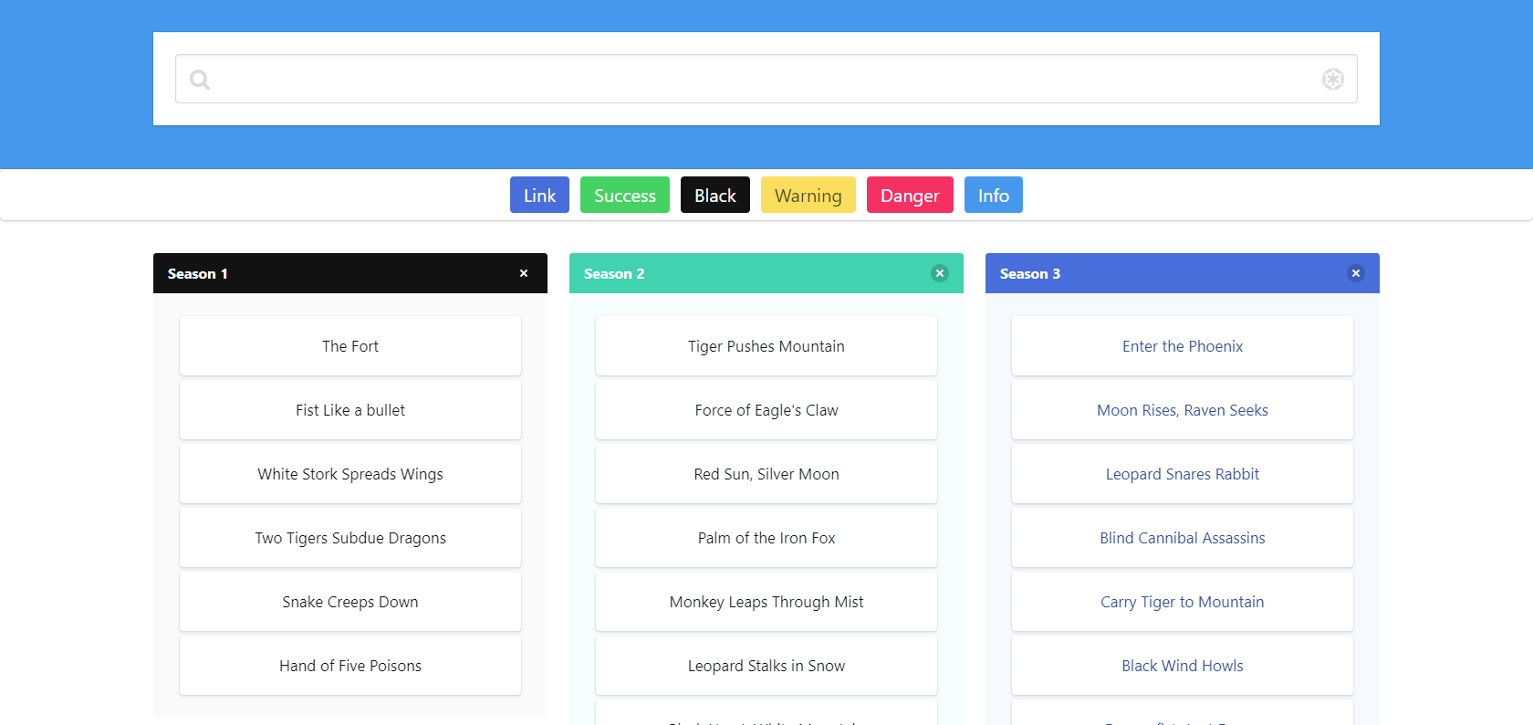 Link Success Black Warning Danger Info
Season 1
The Fort
Fist Like a bullet
White Stork Spreads Wings
Two Tigers Subdue Dragons
Snake Creeps Down
Hand of Five Poisons
Season 2
Tiger Pushes Mountain
Force of Eagle's Claw
Red Sun, Silver Moon
Palm of the Iron Fox
Monkey Leaps Through Mist
Leopard Stalks in Snow
Season 3
Enter the Phoenix
Moon Rises, Raven Seeks
Leopard Snares Rabbit
Blind Cannibal Assassins
Carry Tiger to Mountain
Black Wind Howls